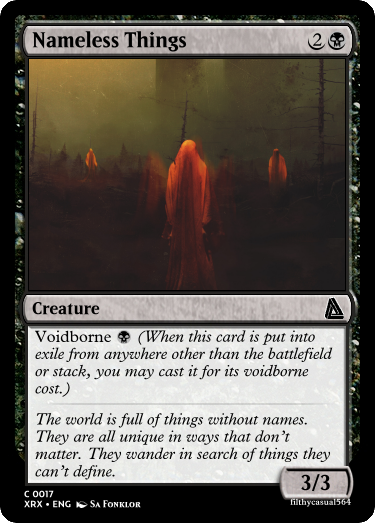 Nameless Things 2
Creature
Voidborne (When this card is put into
exile from anywhere other than the battlefield
or stack, you may cast it for its voidborne
cost.)
The world is full of things without names.
They are all unique in ways that don't
matter. They wander in search of things they
can't define.
3/3
C 0017
XRX • ENG Sa Fonklor
filthycasual564